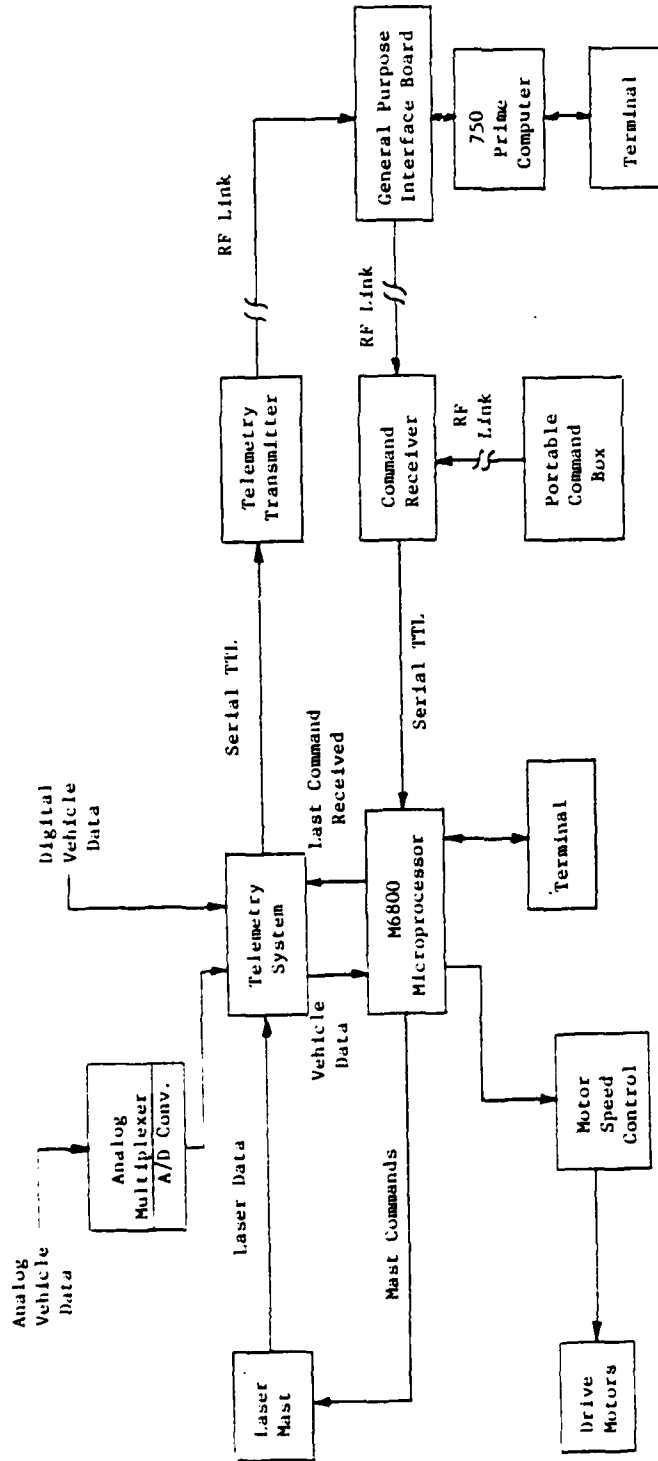 Analog
Vehicle
Data
Analog
Multiplexer
A/D Conv.
Digital
Vehicle
Data
Laser
Mast
Laser Data
Telemetry
System
Serial TTL
Telemetry
Transmitter
RF Link
Vehicle
Data
Last Command
Received
Mast Commands
M6800
Microprocessor
Serial TTL
Command
Receiver
RF Link
General Purpose
Interface Board
RF
Link
750
Prime
Computer
Drive
Motors
Motor
Speed
Control
Terminal
Portable
Command
Box
Terminal